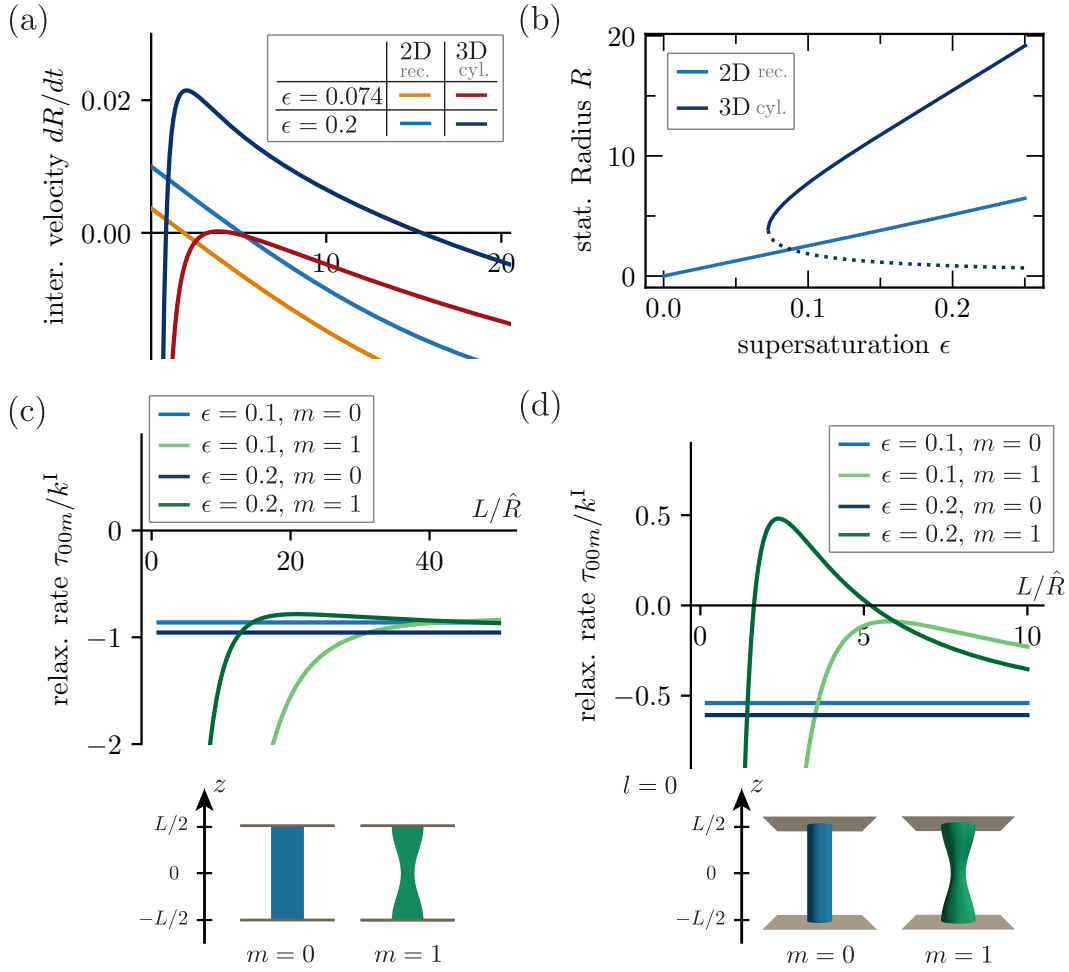 (a)
inter. velocity dR/dt
0.02
0.00
10
20
2D 3D
rec. cyl.
ϵ = 0.074
ϵ = 0.2
(b)
stat. Radius R
20
10
0
2D rec.
3D cyl.
0.0 0.1 0.2
supersaturation ϵ
(c)
ϵ = 0.1, m = 0
ϵ = 0.1, m = 1
ϵ = 0.2, m = 0
ϵ = 0.2, m = 1
relax. rate τ₀₀ₘ/kᴵ
L/R̂
0
0 20 40
−1
−2
z
L/2
0
−L/2
m = 0 m = 1
(d)
ϵ = 0.1, m = 0
ϵ = 0.1, m = 1
ϵ = 0.2, m = 0
ϵ = 0.2, m = 1
relax. rate τ₀₀ₘ/kᴵ
0.5
L/R̂
0.0
0 5 10
−0.5
l = 0
z
L/2
0
−L/2
m = 0 m = 1